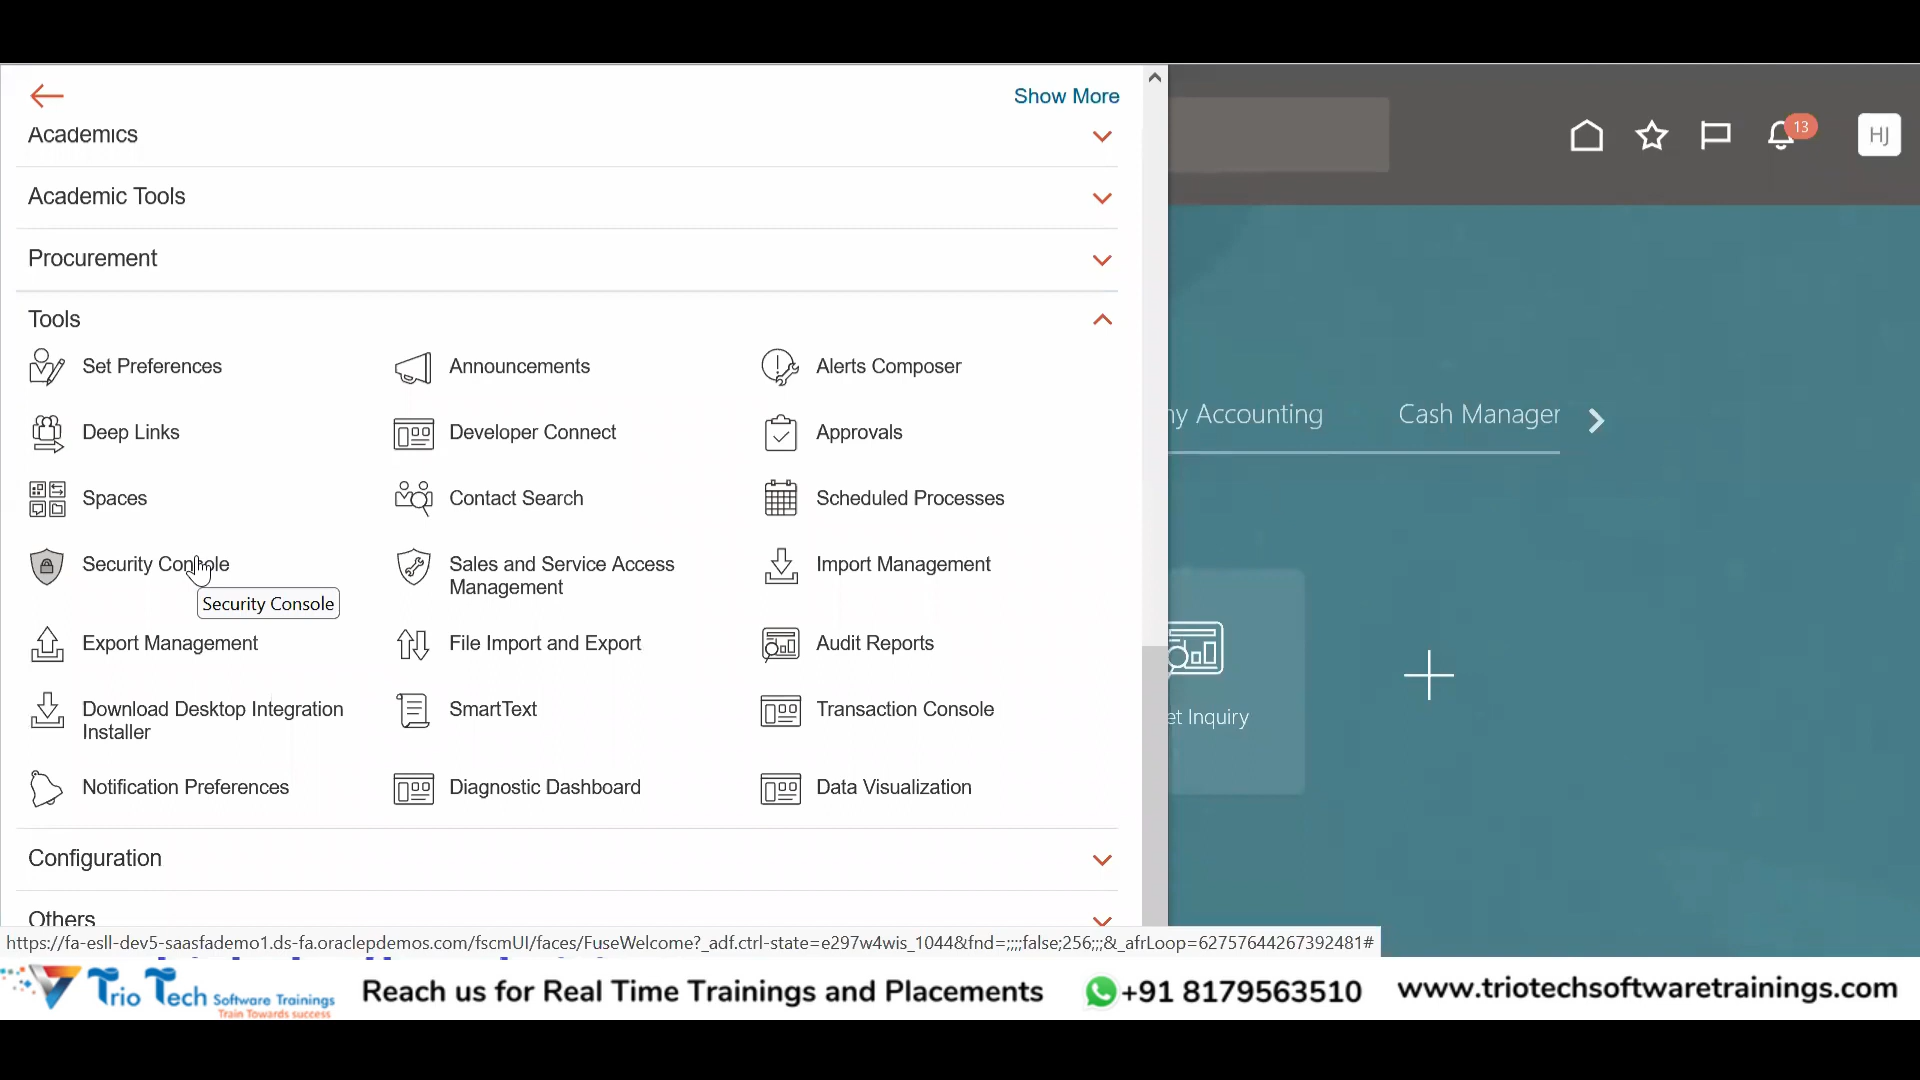 Show More
Academics
Academic Tools
Procurement
Tools
Set Preferences
Announcements
Alerts Composer
Deep Links
Developer Connect
Approvals
Spaces
Contact Search
Scheduled Processes
Security Console
Sales and Service Access
Management
Import Management
Security Console
Export Management
File Import and Export
Audit Reports
Download Desktop Integration
Installer
SmartText
Transaction Console
Notification Preferences
Diagnostic Dashboard
Data Visualization
Configuration
Others
13
HJ
ny Accounting
Cash Manager
et Inquiry
https://fa-esll-dev5-saasfademo1.ds-fa.oraclepdemos.com/fscmUI/faces/FuseWelcome?_adf.ctrl-state=e297w4wis_1044&fnd=;;;;false;256;;;&_afrLoop=62757644267392481#
Trio Tech Software Trainings
Train Towards success
Reach us for Real Time Trainings and Placements
+91 8179563510
www.triotechsoftwaretrainings.com